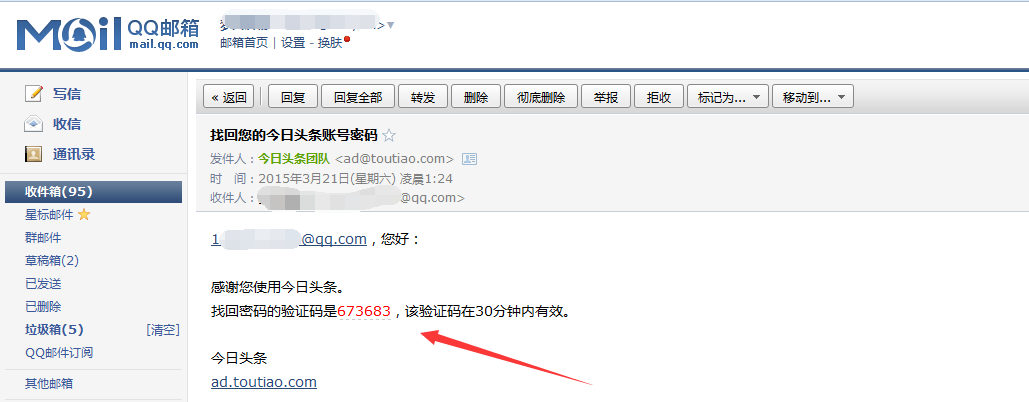 Mail QQ邮箱
mail.qq.com
邮箱首页 | 设置 - 换肤
写信
收信
通讯录
收件箱(95)
星标邮件
群邮件
草稿箱(2)
已发送
已删除
垃圾箱(5) [清空]
QQ邮件订阅
其他邮箱
« 返回 回复 回复全部 转发 删除 彻底删除 举报 拒收 标记为... 移动到...
找回您的今日头条账号密码
发件人：今日头条团队 <ad@toutiao.com>
时 间：2015年3月21日(星期六) 凌晨1:24
收件人： @qq.com>
1 @qq.com，您好：
感谢您使用今日头条。
找回密码的验证码是673683，该验证码在30分钟内有效。
今日头条
ad.toutiao.com